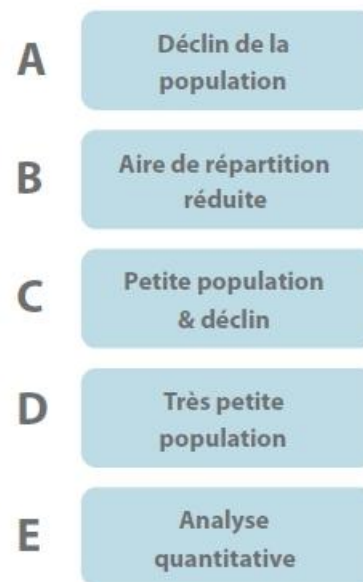 A
Déclin de la
population
B
Aire de répartition
réduite
C
Petite population
& déclin
D
Très petite
population
E
Analyse
quantitative